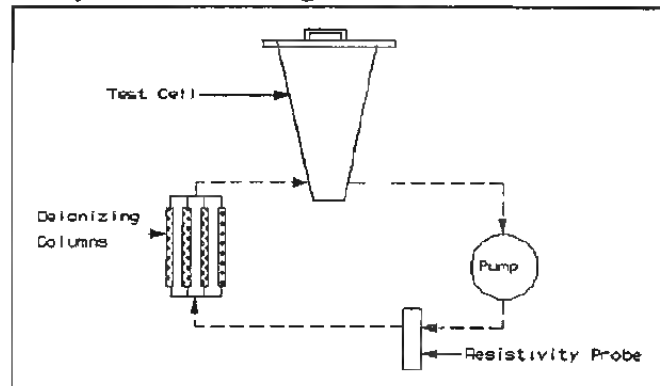 Test Cell
Deionizing
Columns
Pump
Resistivity Probe